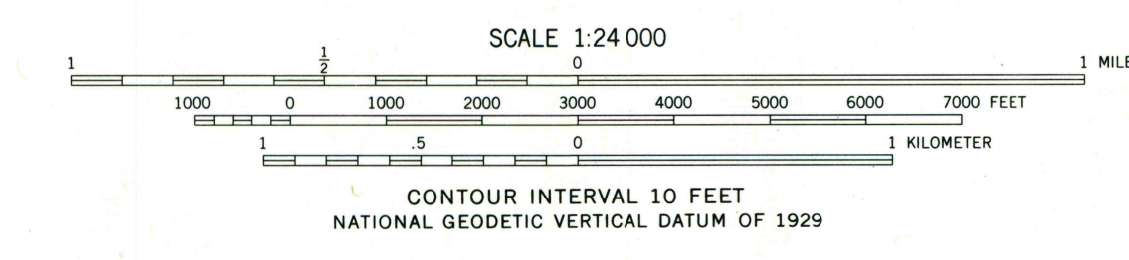 SCALE 1:24 000
1 1/2 0 1 MILE
1000 0 1000 2000 3000 4000 5000 6000 7000 FEET
1 .5 0 1 KILOMETER
CONTOUR INTERVAL 10 FEET
NATIONAL GEODETIC VERTICAL DATUM OF 1929